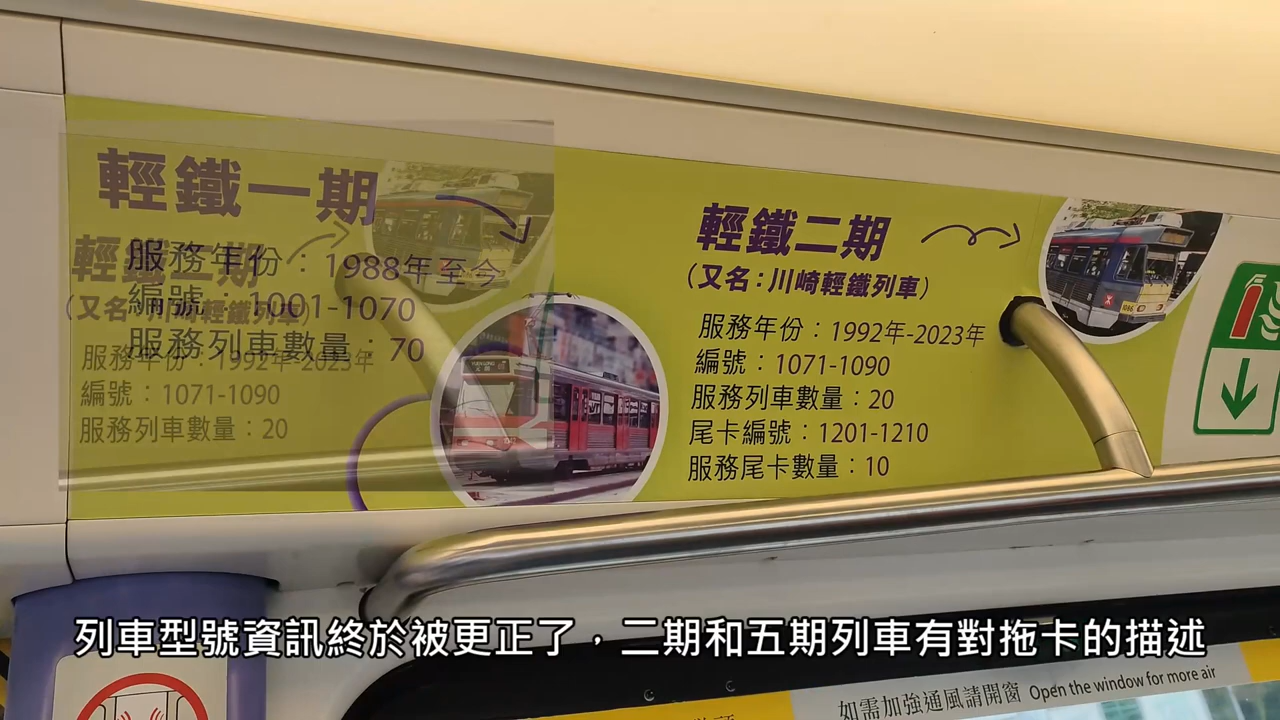 輕鐵一期
服務年份：1988年至今
編號：1001-1070
服務列車數量：70
輕鐵二期
(又名：川崎輕鐵列車)
服務年份：1992年-2023年
編號：1071-1090
服務列車數量：20
輕鐵二期
(又名：川崎輕鐵列車)
服務年份：1992年-2023年
編號：1071-1090
服務列車數量：20
尾卡編號：1201-1210
服務尾卡數量：10
列車型號資訊終於被更正了，二期和五期列車有對拖卡的描述
如需加強通風請開窗 Open the window for more air